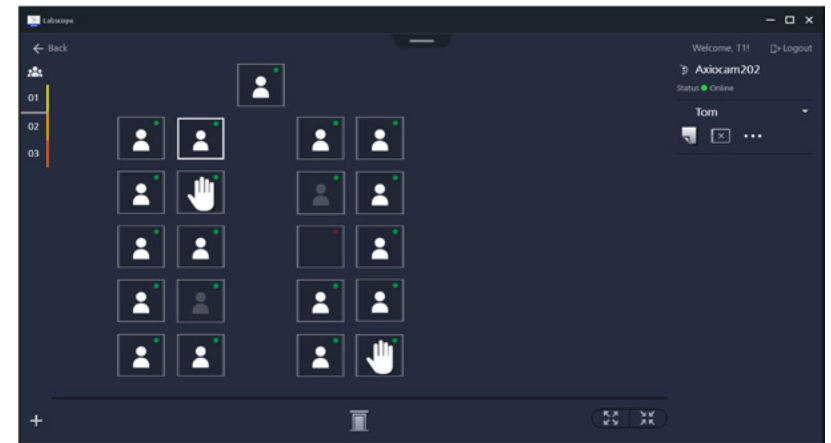 Labscope
Back
Welcome, T1!
Logout
Axiocam202
Status Online
01
Tom
02
03